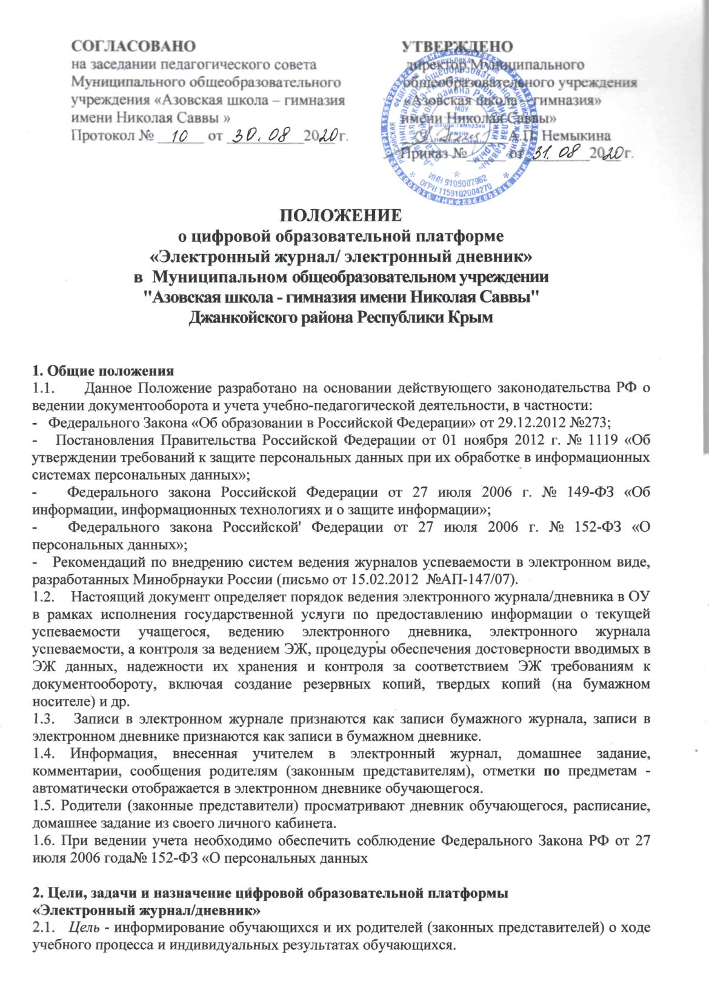 СОГЛАСОВАНО
на заседании педагогического совета
Муниципального общеобразовательного
учреждения «Азовская школа – гимназия
имени Николая Саввы »
Протокол № 10 от 30.08 2020г.
УТВЕРЖДЕНО
директор Муниципального
общеобразовательного учреждения
«Азовская школа – гимназия»
имени Николая Саввы»
А.П. Немыкина
Приказ № от 31.08 2020 г.
МОУ
школа-гимназия
имени
Николая Саввы»
ИНН 9105007962
ОГРН 1159102004270
ПОЛОЖЕНИЕ
о цифровой образовательной платформе
«Электронный журнал/ электронный дневник»
в Муниципальном общеобразовательном учреждении
"Азовская школа - гимназия имени Николая Саввы"
Джанкойского района Республики Крым
1. Общие положения
1.1. Данное Положение разработано на основании действующего законодательства РФ о
ведении документооборота и учета учебно-педагогической деятельности, в частности:
- Федерального Закона «Об образовании в Российской Федерации» от 29.12.2012 №273;
- Постановления Правительства Российской Федерации от 01 ноября 2012 г. № 1119 «Об
утверждении требований к защите персональных данных при их обработке в информационных
системах персональных данных»;
- Федерального закона Российской Федерации от 27 июля 2006 г. № 149-ФЗ «Об
информации, информационных технологиях и о защите информации»;
- Федерального закона Российской' Федерации от 27 июля 2006 г. № 152-ФЗ «О
персональных данных»;
- Рекомендаций по внедрению систем ведения журналов успеваемости в электронном виде,
разработанных Минобрнауки России (письмо от 15.02.2012 №АП-147/07).
1.2. Настоящий документ определяет порядок ведения электронного журнала/дневника в ОУ
в рамках исполнения государственной услуги по предоставлению информации о текущей
успеваемости учащегося, ведению электронного дневника, электронного журнала
успеваемости, а контроля за ведением ЭЖ, процедуры обеспечения достоверности вводимых в
ЭЖ данных, надежности их хранения и контроля за соответствием ЭЖ требованиям к
документообороту, включая создание резервных копий, твердых копий (на бумажном
носителе) и др.
1.3. Записи в электронном журнале признаются как записи бумажного журнала, записи в
электронном дневнике признаются как записи в бумажном дневнике.
1.4. Информация, внесенная учителем в электронный журнал, домашнее задание,
комментарии, сообщения родителям (законным представителям), отметки по предметам -
автоматически отображается в электронном дневнике обучающегося.
1.5. Родители (законные представители) просматривают дневник обучающегося, расписание,
домашнее задание из своего личного кабинета.
1.6. При ведении учета необходимо обеспечить соблюдение Федерального Закона РФ от 27
июля 2006 года№ 152-ФЗ «О персональных данных
2. Цели, задачи и назначение цифровой образовательной платформы
«Электронный журнал/дневник»
2.1. Цель - информирование обучающихся и их родителей (законных представителей) о ходе
учебного процесса и индивидуальных результатах обучающихся.